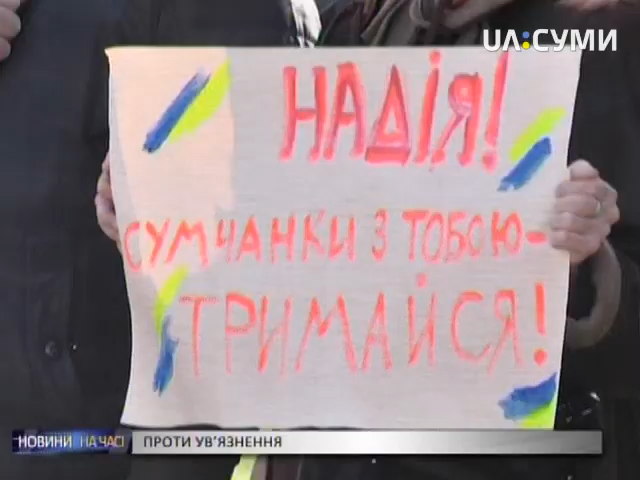 UA:СУМИ
НАДІЯ!
СУМЧАНКИ З ТОБОЮ-
ТРИМАЙСЯ!
НОВИНИ НА ЧАСІ
ПРОТИ УВ'ЯЗНЕННЯ